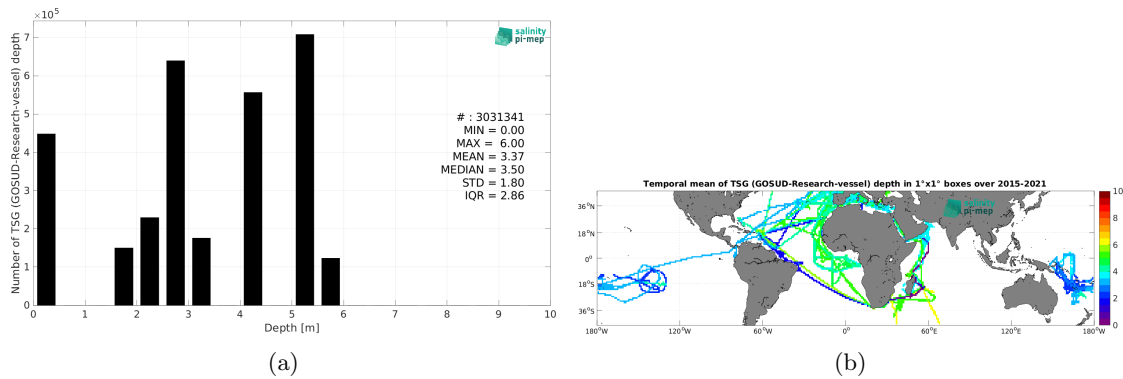 ×10⁵
7
6
5
4
3
2
1
0
Number of TSG (GOSUD-Research-vessel) depth
salinity
pi-mep
# : 3031341
MIN = 0.00
MAX = 6.00
MEAN = 3.37
MEDIAN = 3.50
STD = 1.80
IQR = 2.86
0 1 2 3 4 5 6 7 8 9 10
Depth [m]
(a)
Temporal mean of TSG (GOSUD-Research-vessel) depth in 1°x1° boxes over 2015-2021
salinity
pi-mep
36°N
18°N
0°
18°S
36°S
180°W 120°W 60°W 0° 60°E 120°E 180°E
10
8
6
4
2
0
(b)